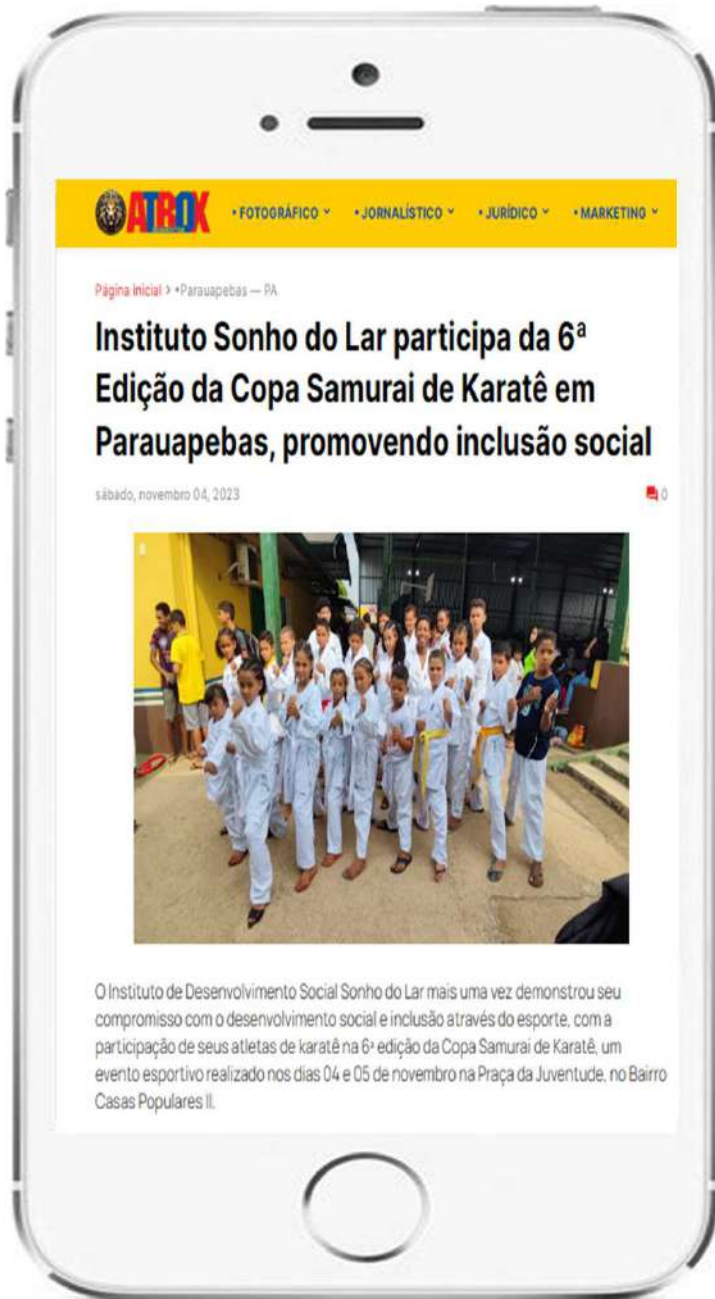 ATROX
• FOTOGRÁFICO • JORNALÍSTICO • JURÍDICO • MARKETING
Página inicial > •Parauapebas — PA
Instituto Sonho do Lar participa da 6ª
Edição da Copa Samurai de Karatê em
Parauapebas, promovendo inclusão social
sábado, novembro 04, 2023
0
O Instituto de Desenvolvimento Social Sonho do Lar mais uma vez demonstrou seu
compromisso com o desenvolvimento social e inclusão através do esporte, com a
participação de seus atletas de karatê na 6ª edição da Copa Samurai de Karatê, um
evento esportivo realizado nos dias 04 e 05 de novembro na Praça da Juventude, no Bairro
Casas Populares II.